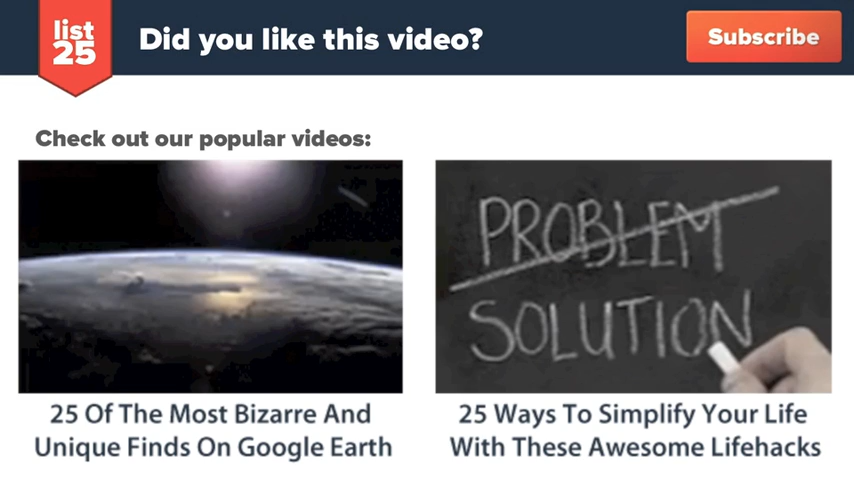 list
25
Did you like this video?
Subscribe
Check out our popular videos:
PROBLEM
SOLUTION
25 Of The Most Bizarre And
Unique Finds On Google Earth
25 Ways To Simplify Your Life
With These Awesome Lifehacks